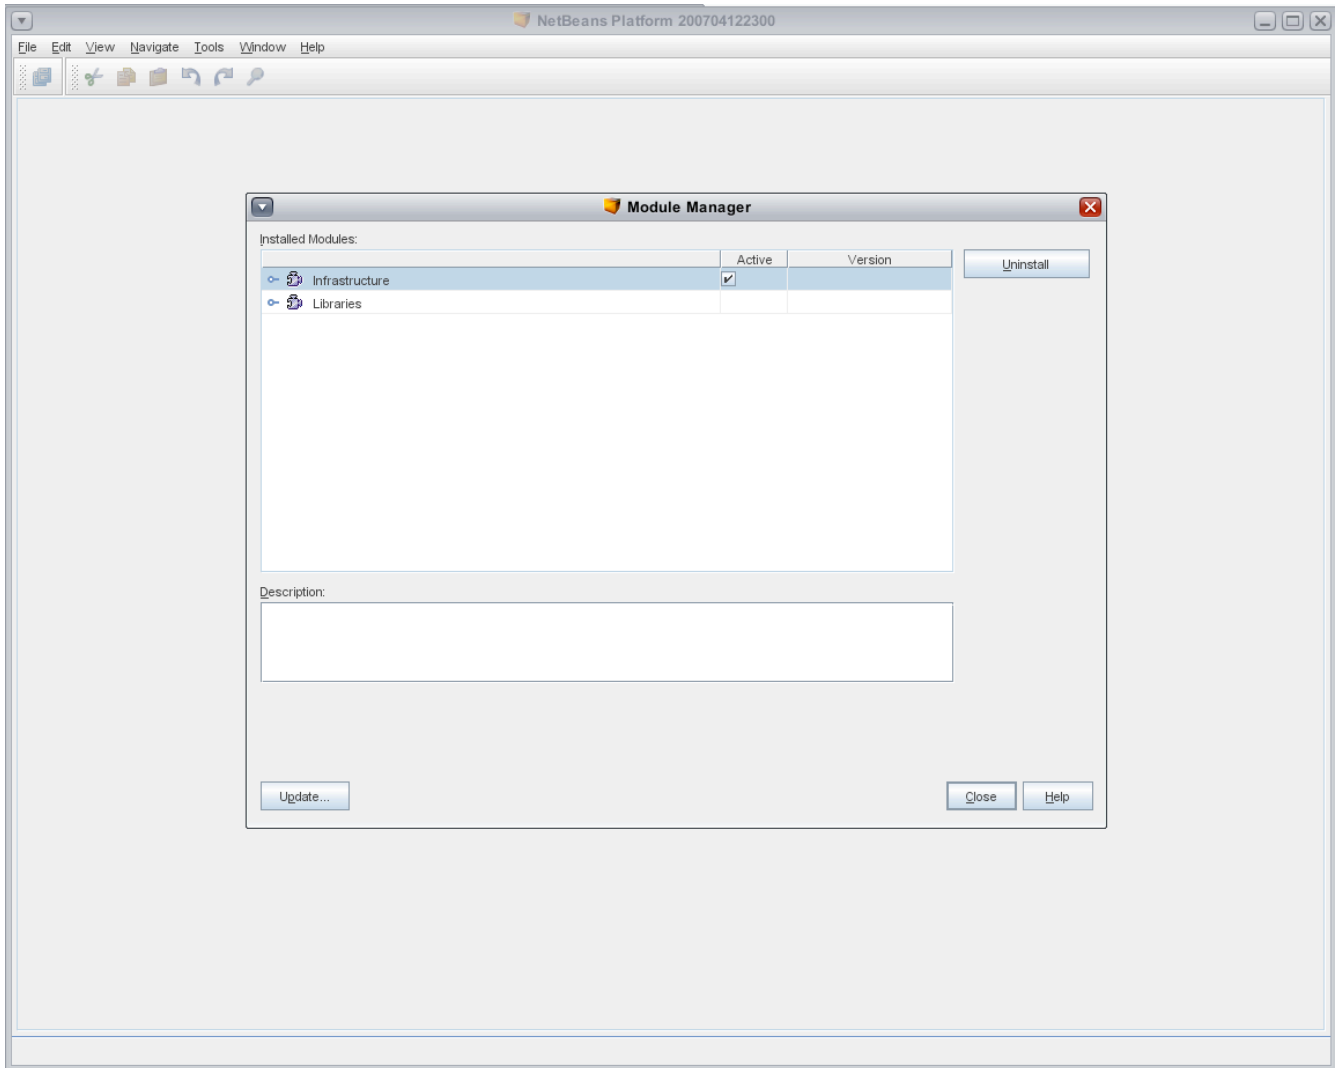 NetBeans Platform 200704122300
File Edit View Navigate Tools Window Help
Module Manager
Installed Modules:
Active Version
Uninstall
Infrastructure
Libraries
Description:
Update...
Close Help